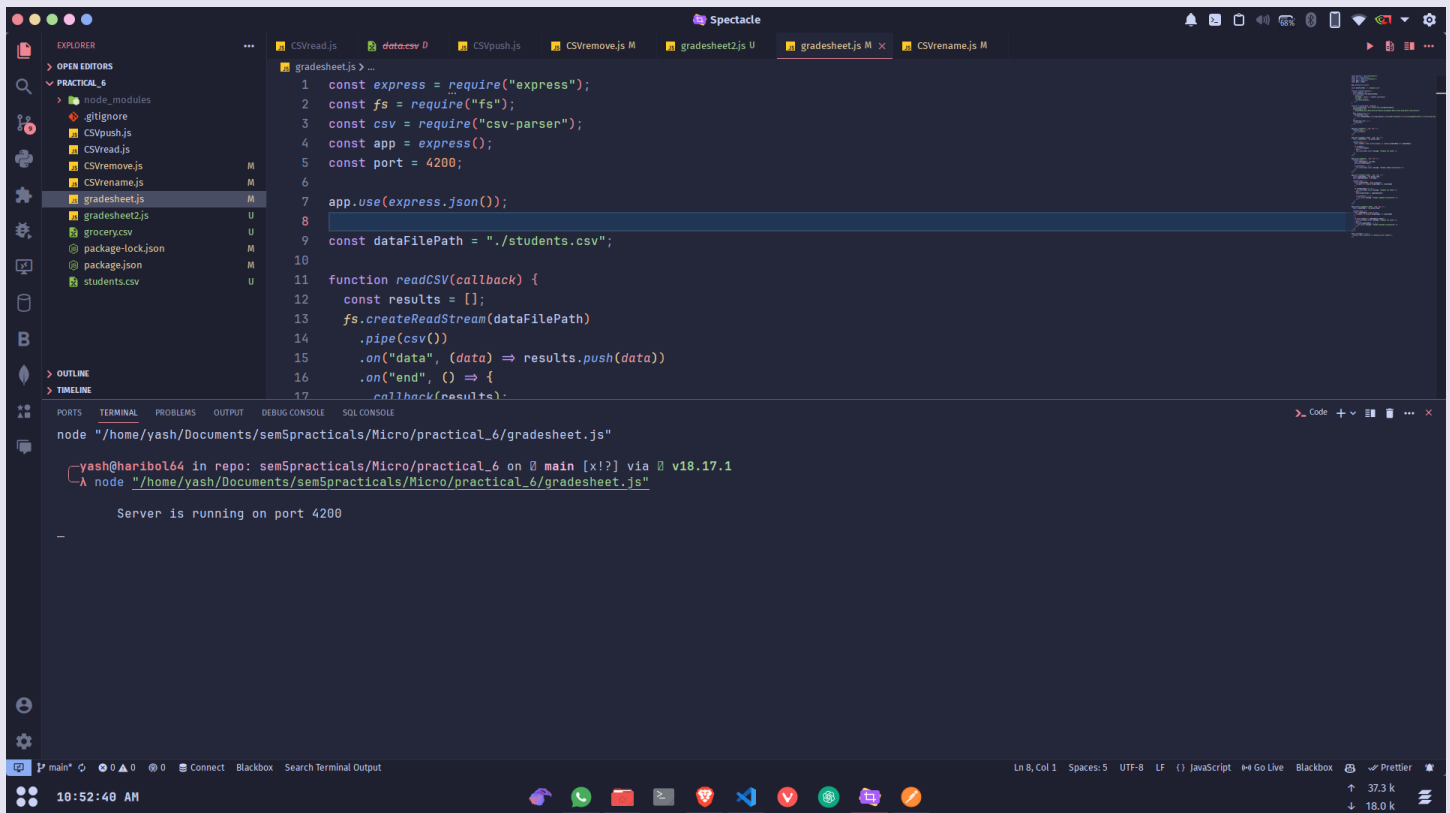 Spectacle
68%
EXPLORER
OPEN EDITORS
PRACTICAL_6
node_modules
.gitignore
CSVpush.js
CSVread.js
CSVremove.js M
CSVrename.js M
gradesheet.js M
gradesheet2.js U
grocery.csv U
package-lock.json M
package.json M
students.csv U
OUTLINE
TIMELINE
9
CSVread.js data.csv D CSVpush.js CSVremove.js M gradesheet2.js U gradesheet.js M CSVrename.js M
gradesheet.js > ...
1 const express = require("express");
2 const fs = require("fs");
3 const csv = require("csv-parser");
4 const app = express();
5 const port = 4200;
6
7 app.use(express.json());
8
9 const dataFilePath = "./students.csv";
10
11 function readCSV(callback) {
12 const results = [];
13 fs.createReadStream(dataFilePath)
14 .pipe(csv())
15 .on("data", (data) ⇒ results.push(data))
16 .on("end", () ⇒ {
17 callback(results);
PORTS TERMINAL PROBLEMS OUTPUT DEBUG CONSOLE SQL CONSOLE
Code
node "/home/yash/Documents/sem5practicals/Micro/practical_6/gradesheet.js"
yash@haribol64 in repo: sem5practicals/Micro/practical_6 on main [x!?] via v18.17.1
λ node "/home/yash/Documents/sem5practicals/Micro/practical_6/gradesheet.js"
Server is running on port 4200
main* 0 0 0 Connect Blackbox Search Terminal Output
Ln 8, Col 1 Spaces: 5 UTF-8 LF {} JavaScript Go Live Blackbox Prettier
10:52:40 AM
↑ 37.3 k
↓ 18.0 k